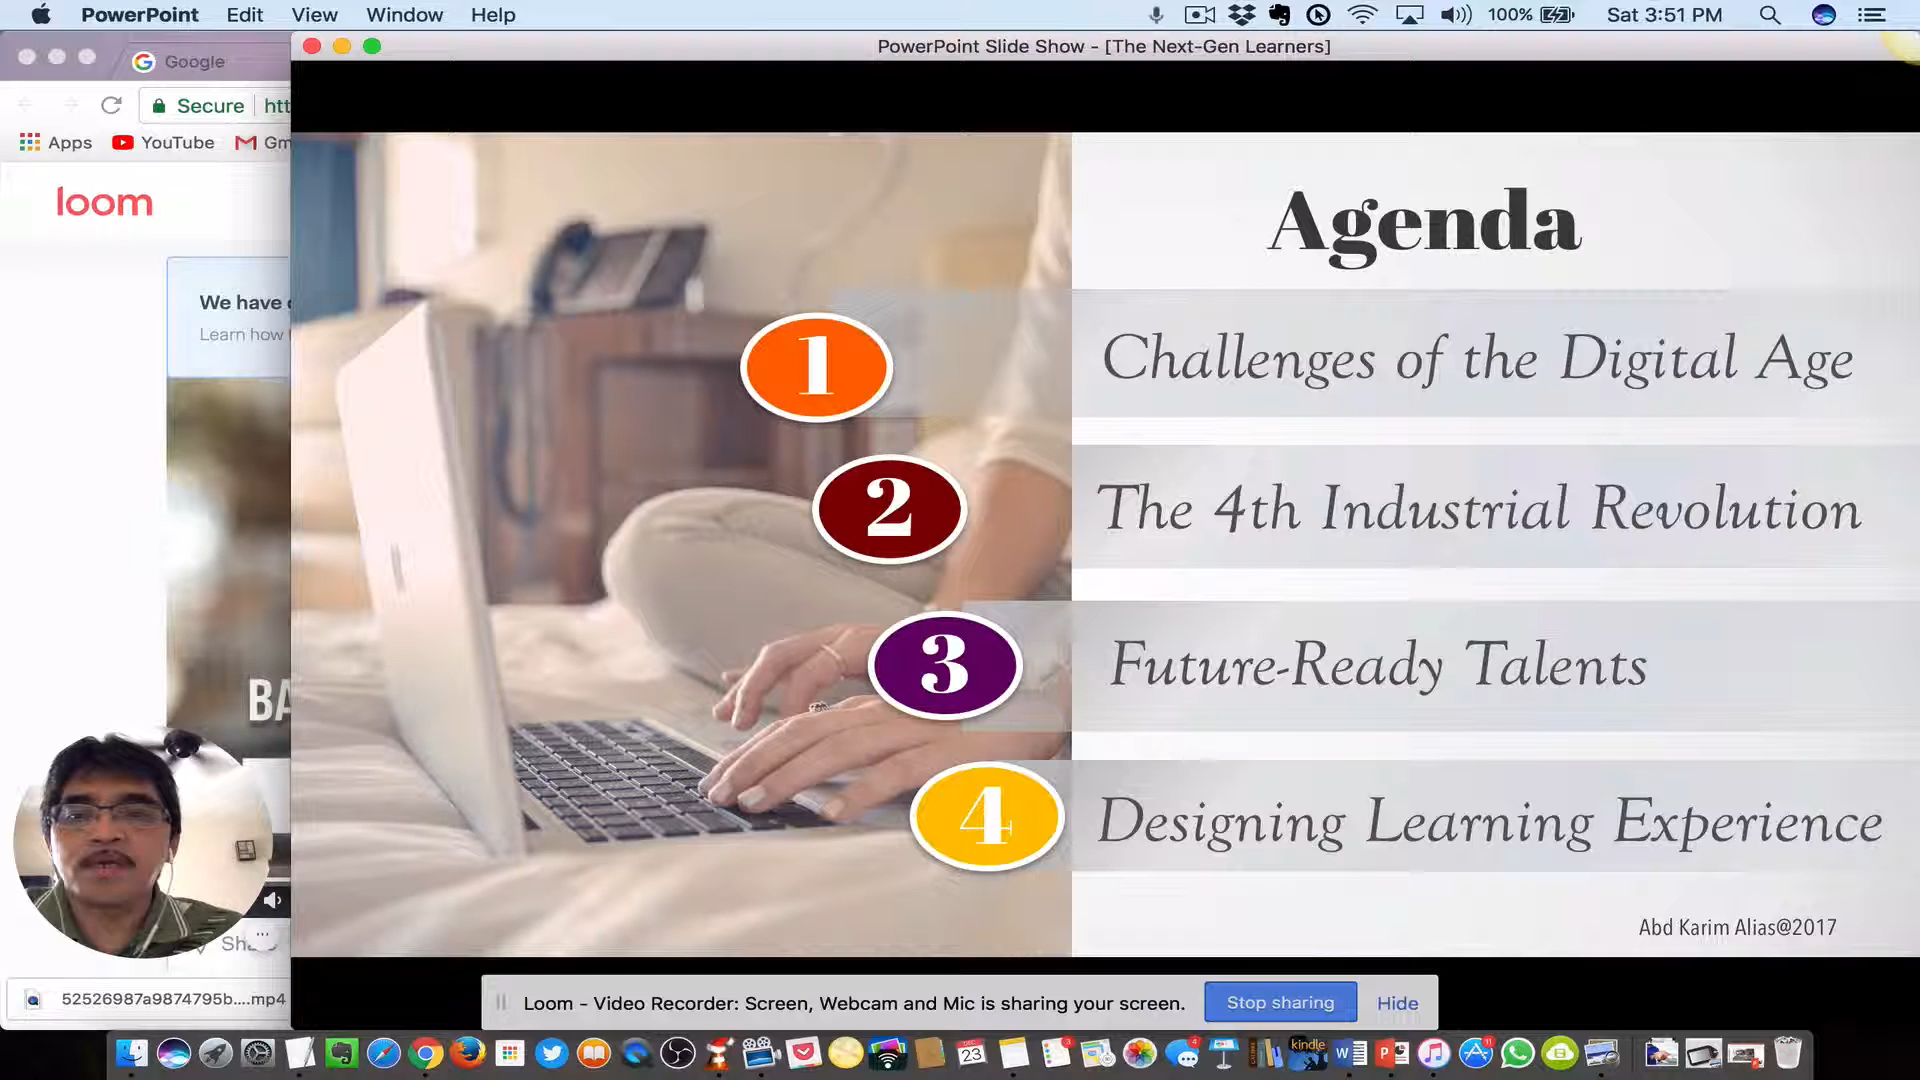 PowerPoint Edit View Window Help 100% Sat 3:51 PM
PowerPoint Slide Show - [The Next-Gen Learners]
Google
Secure htt
Apps YouTube Gm
loom
We have
Learn how
BA
Agenda
1 Challenges of the Digital Age
2 The 4th Industrial Revolution
3 Future-Ready Talents
4 Designing Learning Experience
Abd Karim Alias@2017
52526987a9874795b....mp4
Loom - Video Recorder: Screen, Webcam and Mic is sharing your screen. Stop sharing Hide
DEC
23
kindle